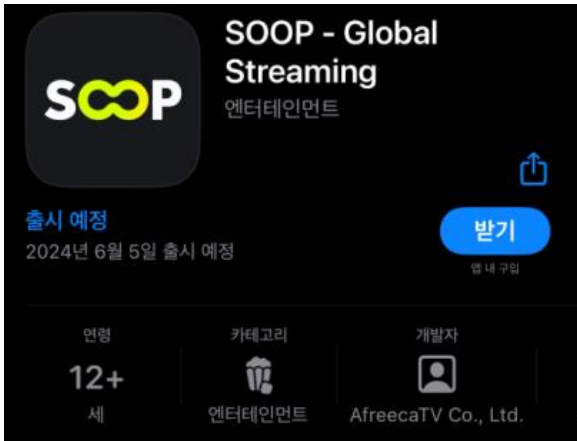 SOOP
SOOP - Global
Streaming
엔터테인먼트
출시 예정
2024년 6월 5일 출시 예정
받기
앱 내 구입
연령
카테고리
개발자
12+
세
엔터테인먼트
AfreecaTV Co., Ltd.